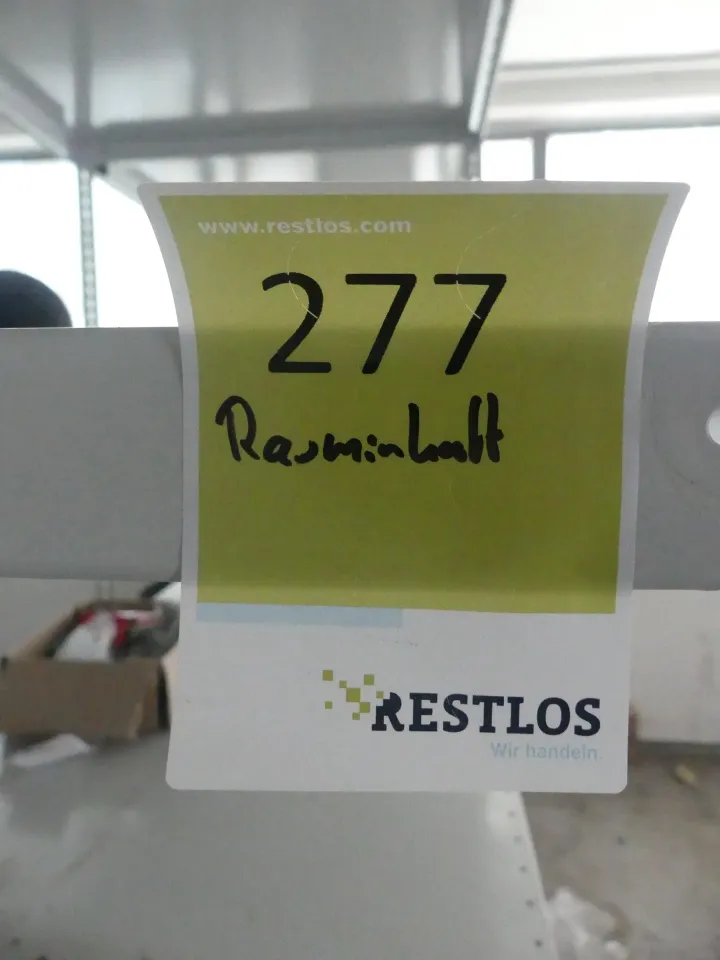 www.restlos.com
277
Rauminhalt
RESTLOS
Wir handeln.